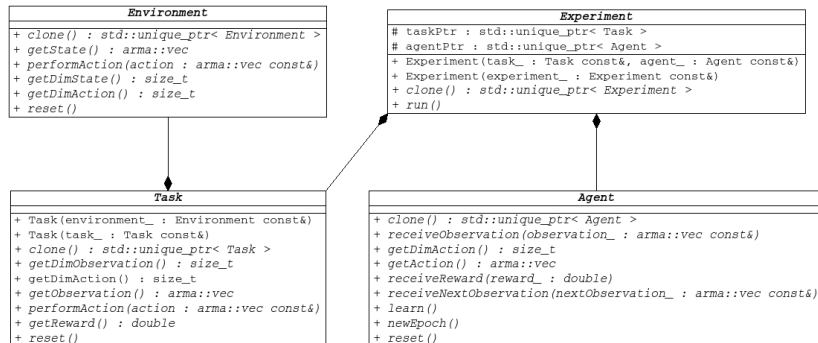 Environment
+ clone() : std::unique_ptr< Environment >
+ getState() : arma::vec
+ performAction(action : arma::vec const&)
+ getDimState() : size_t
+ getDimAction() : size_t
+ reset()
Experiment
# taskPtr : std::unique_ptr< Task >
# agentPtr : std::unique_ptr< Agent >
+ Experiment(task_ : Task const&, agent_ : Agent const&)
+ Experiment(experiment_ : Experiment const&)
+ clone() : std::unique_ptr< Experiment >
+ run()
Task
+ Task(environment_ : Environment const&)
+ Task(task_ : Task const&)
+ clone() : std::unique_ptr< Task >
+ getDimObservation() : size_t
+ getDimAction() : size_t
+ getObservation() : arma::vec
+ performAction(action : arma::vec const&)
+ getReward() : double
+ reset()
Agent
+ clone() : std::unique_ptr< Agent >
+ receiveObservation(observation_ : arma::vec const&)
+ getDimAction() : size_t
+ getAction() : arma::vec
+ receiveReward(reward_ : double)
+ receiveNextObservation(nextObservation_ : arma::vec const&)
+ learn()
+ newEpoch()
+ reset()